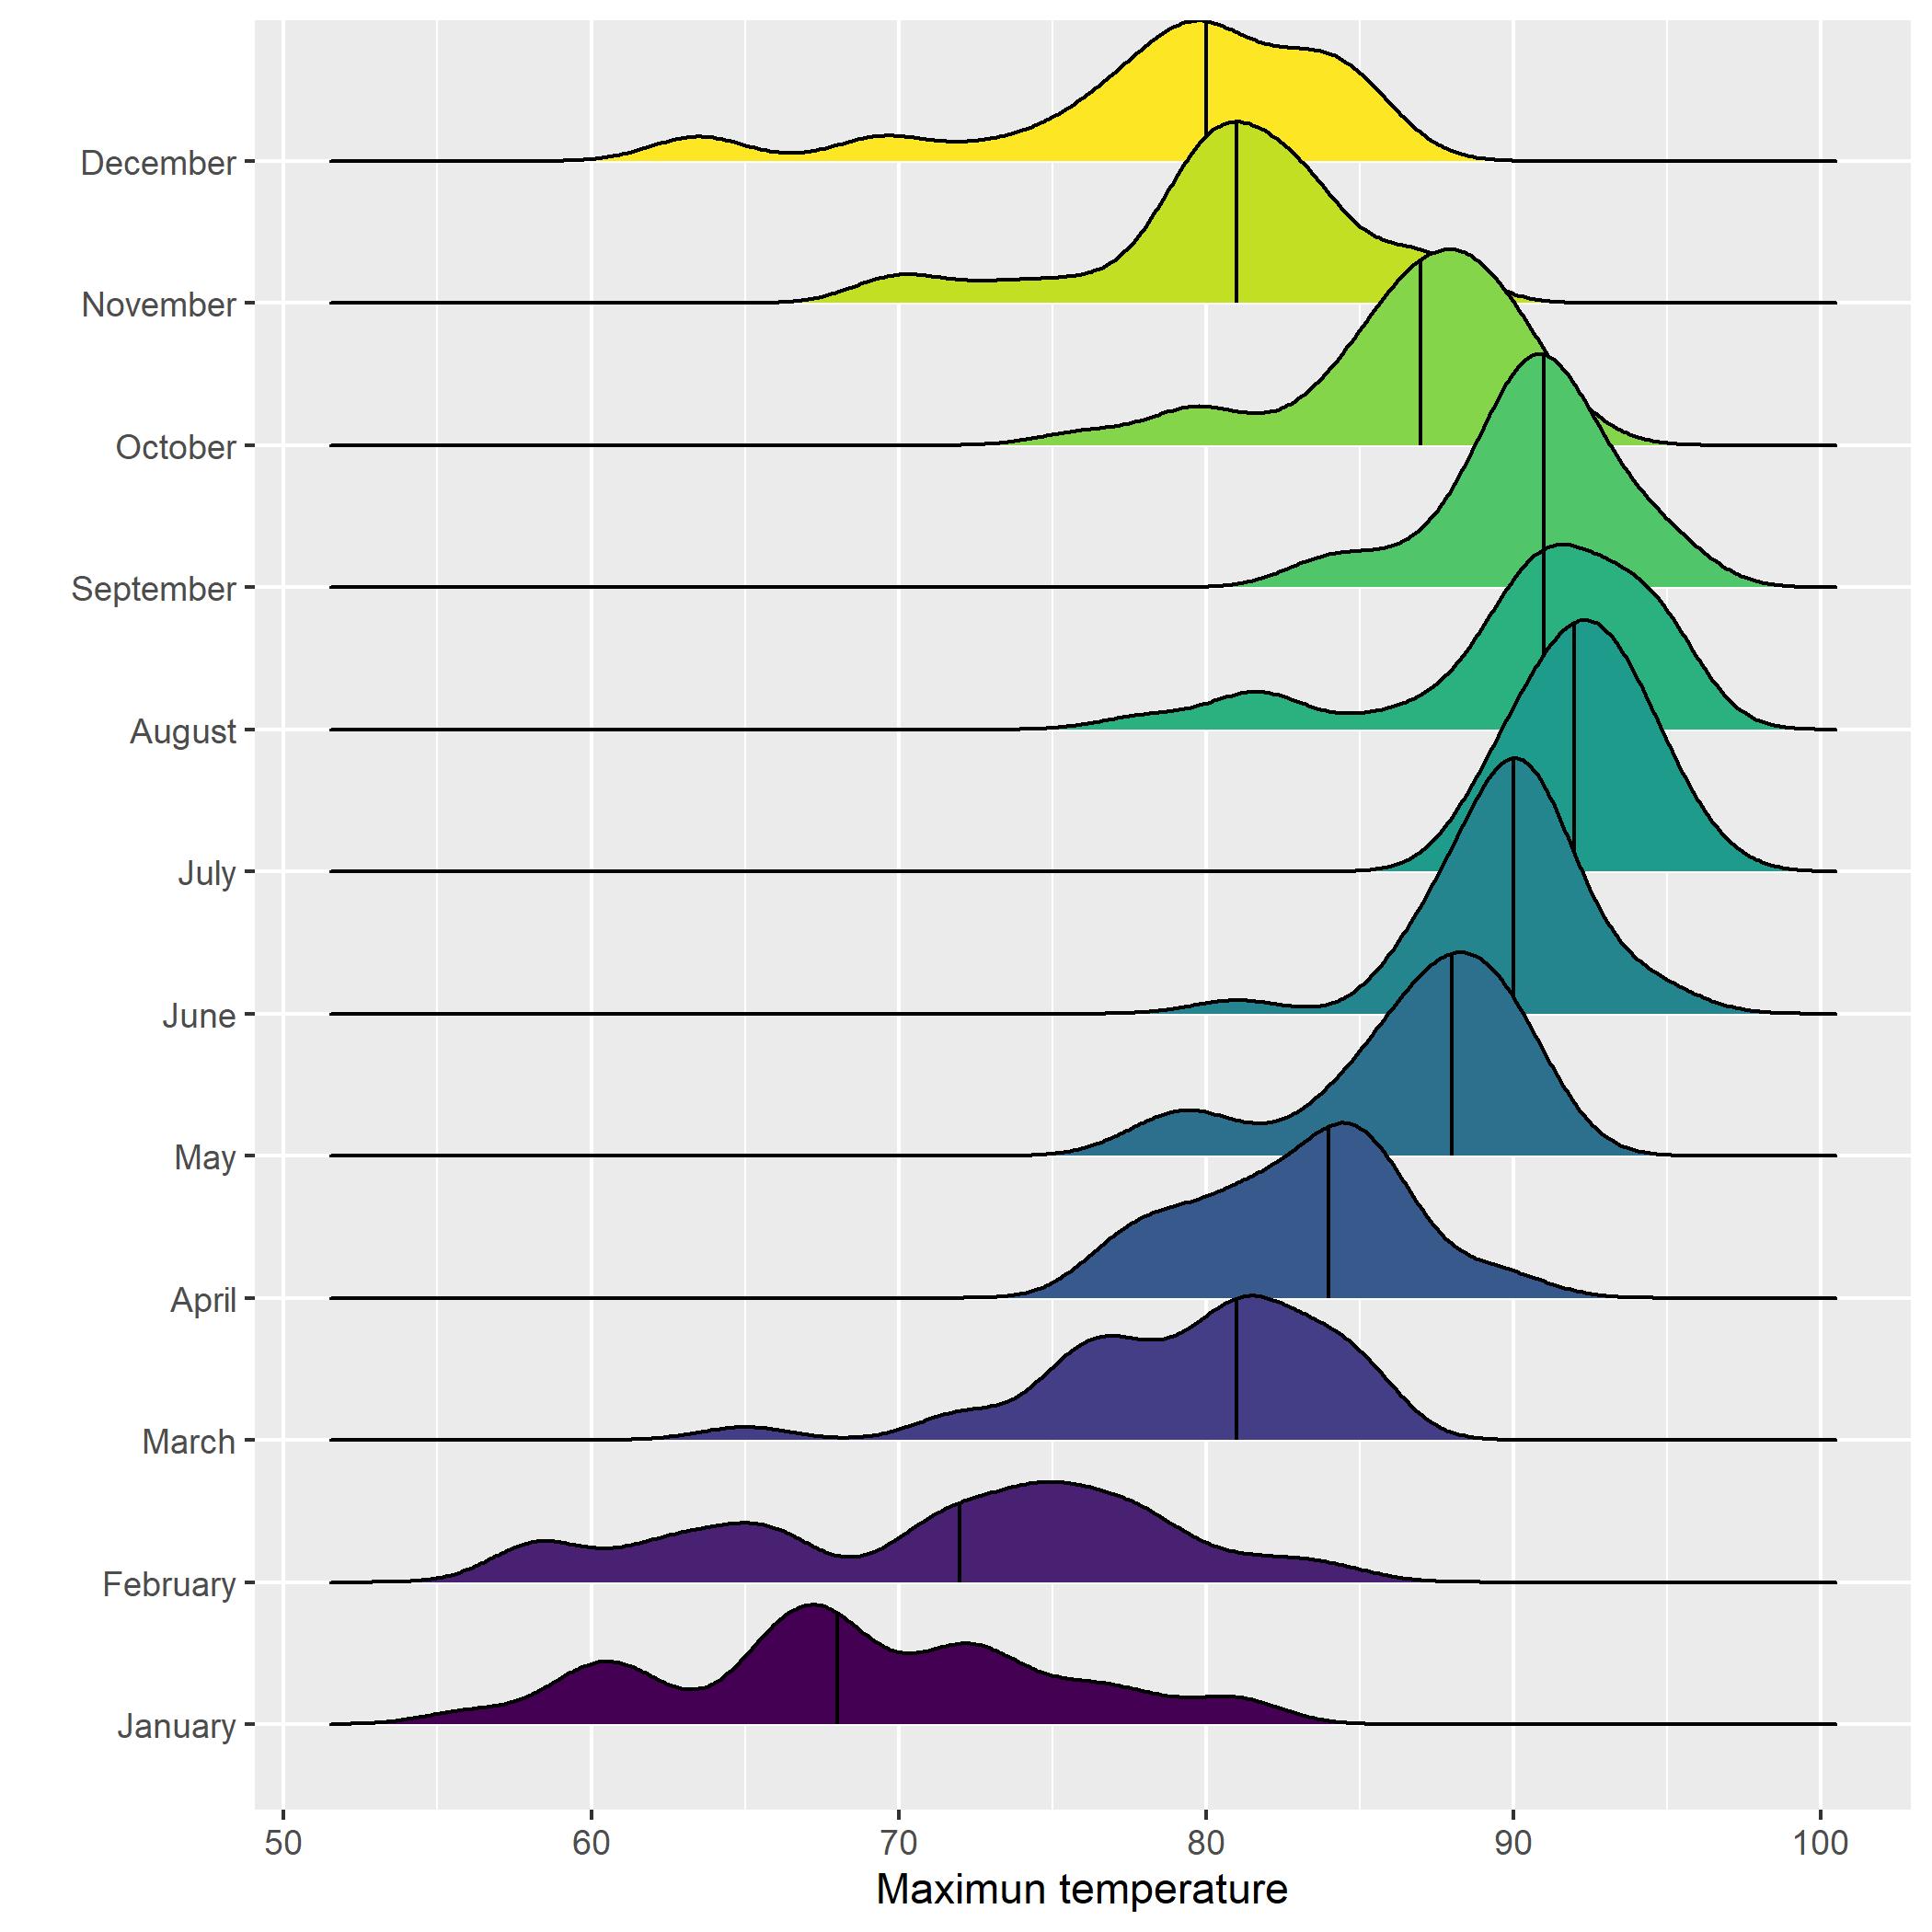 December
November
October
September
August
July
June
May
April
March
February
January
50 60 70 80 90 100
Maximun temperature